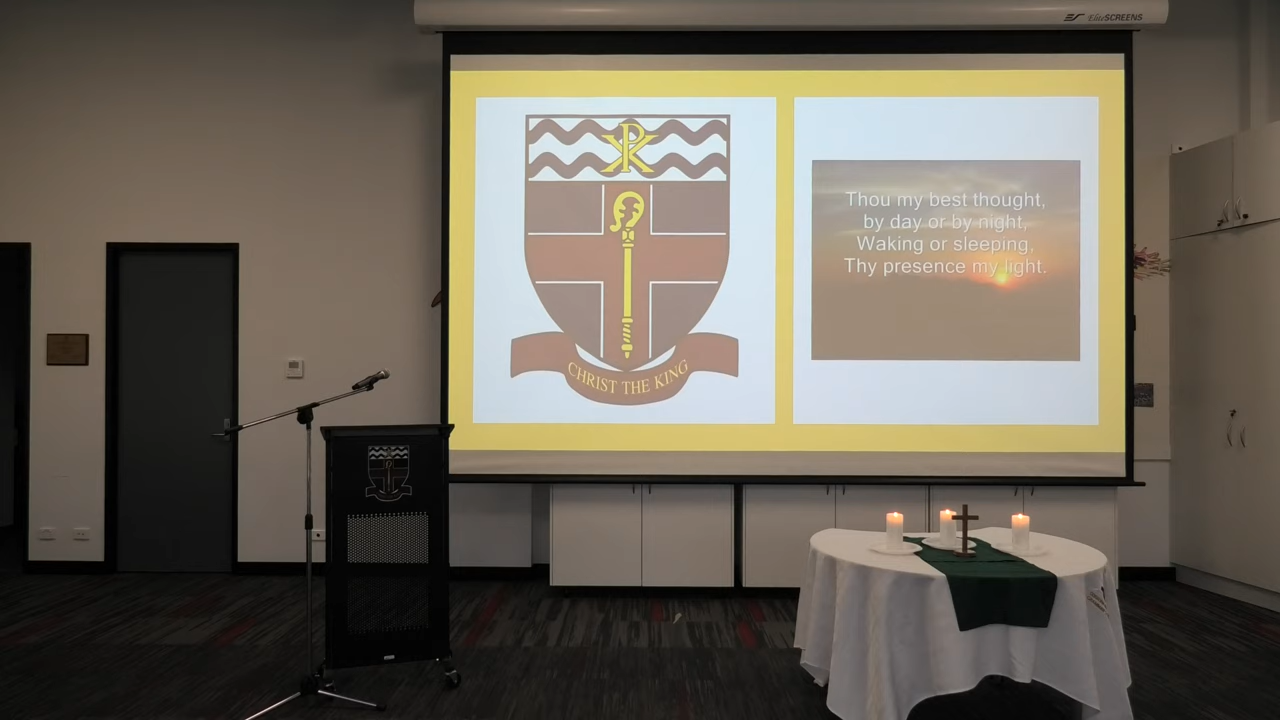 EliteSCREENS
CHRIST THE KING
Thou my best thought,
by day or by night,
Waking or sleeping,
Thy presence my light.